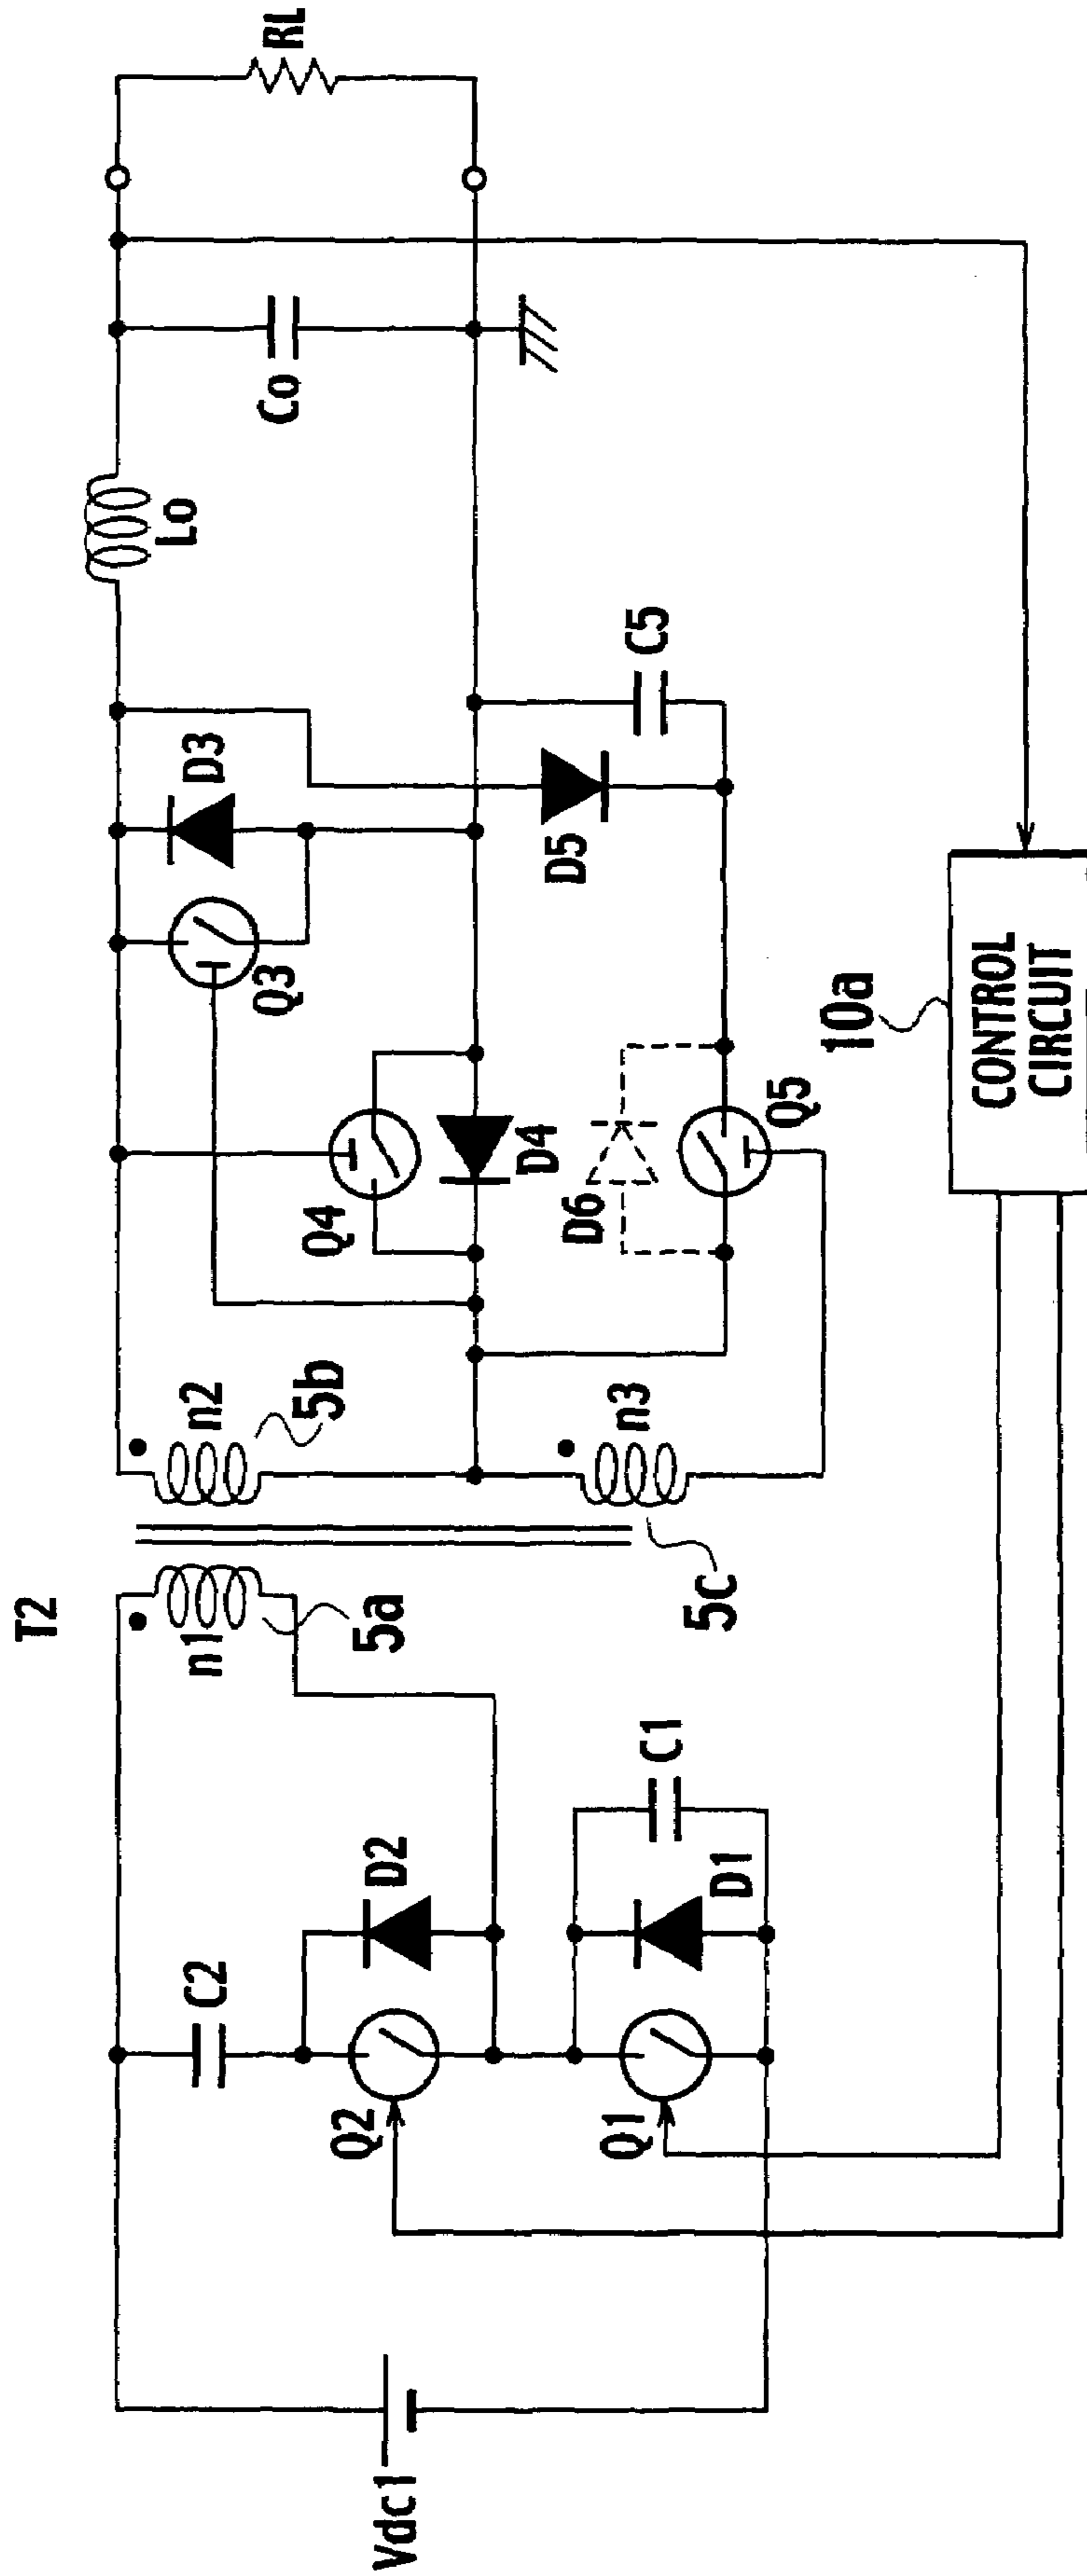 T2
Vdc1
C2
Q2
D2
Q1
D1
C1
n1
5a
n2
5b
n3
5c
Q4
D4
Q3
D3
D6
Q5
D5
C5
Lo
Co
RL
10a
CONTROL
CIRCUIT